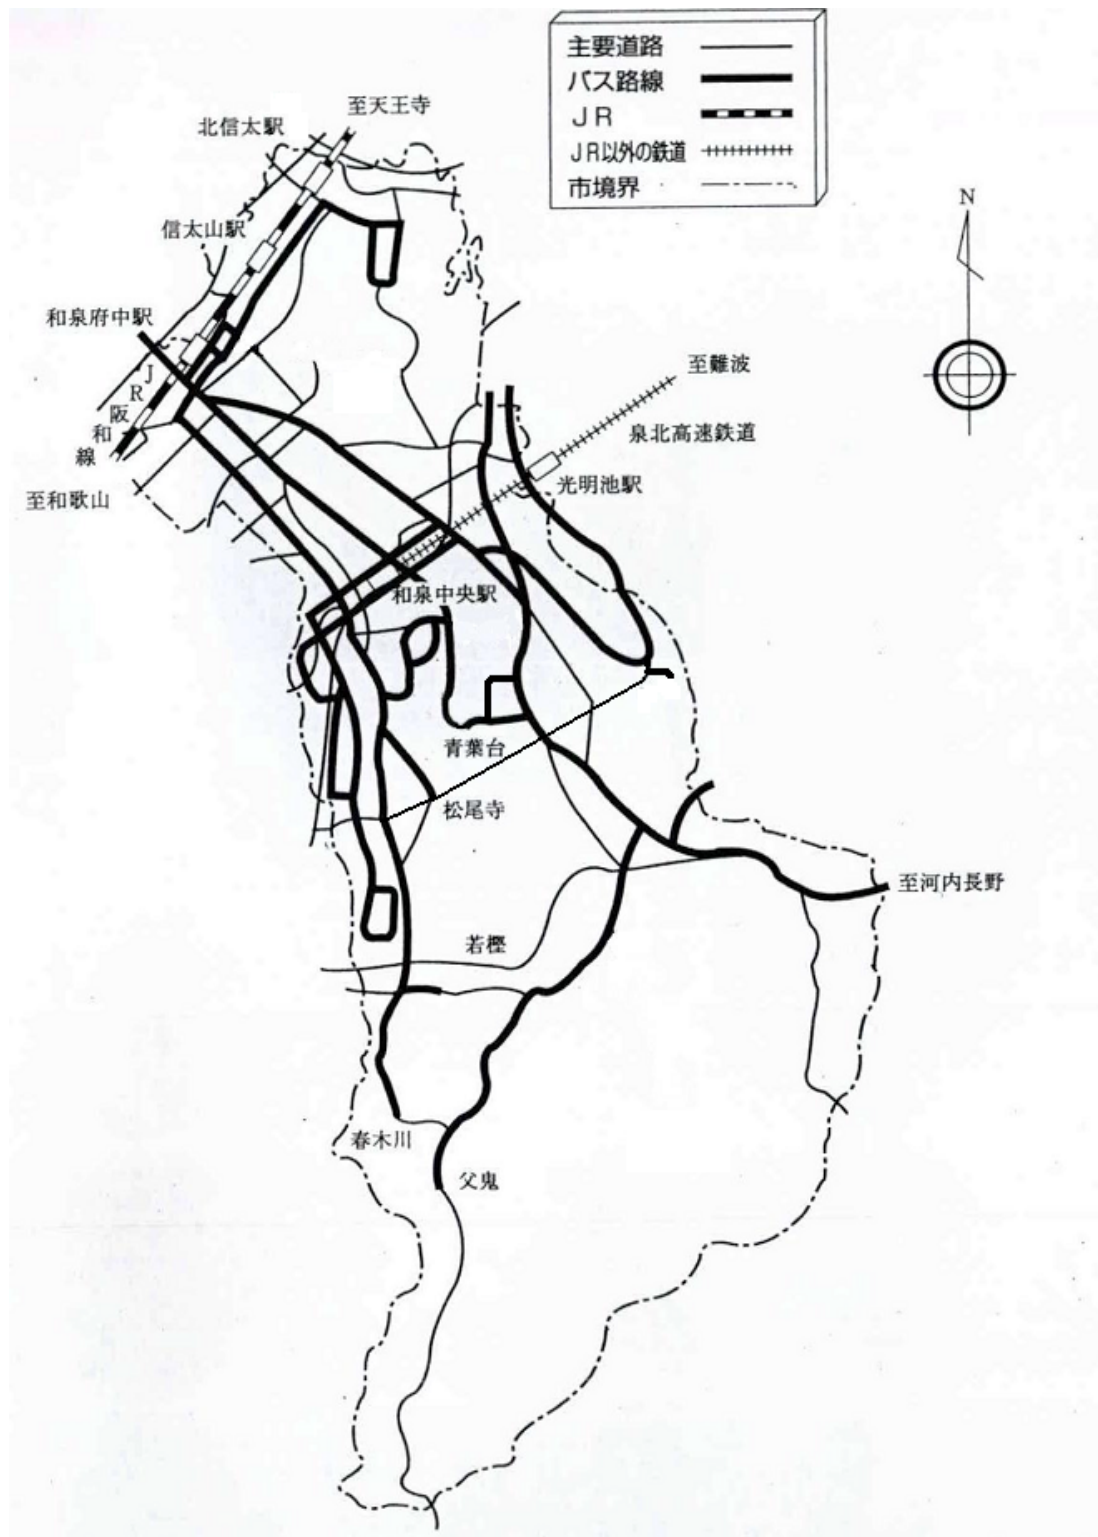 主要道路
バス路線
JR
JR以外の鉄道
市境界
至天王寺
北信太駅
信太山駅
N
和泉府中駅
至難波
JR阪和線
泉北高速鉄道
光明池駅
至和歌山
和泉中央駅
青葉台
松尾寺
至河内長野
若樫
春木川
父鬼